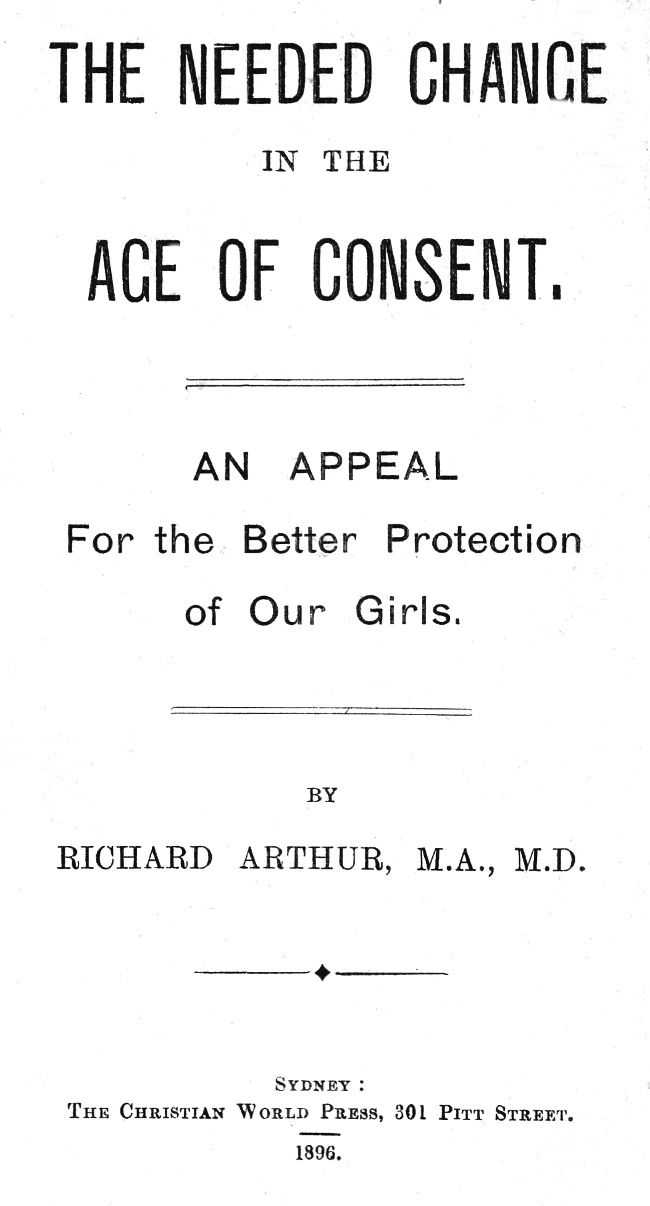 THE NEEDED CHANGE
IN THE
AGE OF CONSENT.
AN APPEAL
For the Better Protection
of Our Girls.
BY
RICHARD ARTHUR, M.A., M.D.
SYDNEY :
THE CHRISTIAN WORLD PRESS, 301 PITT STREET.
1896.